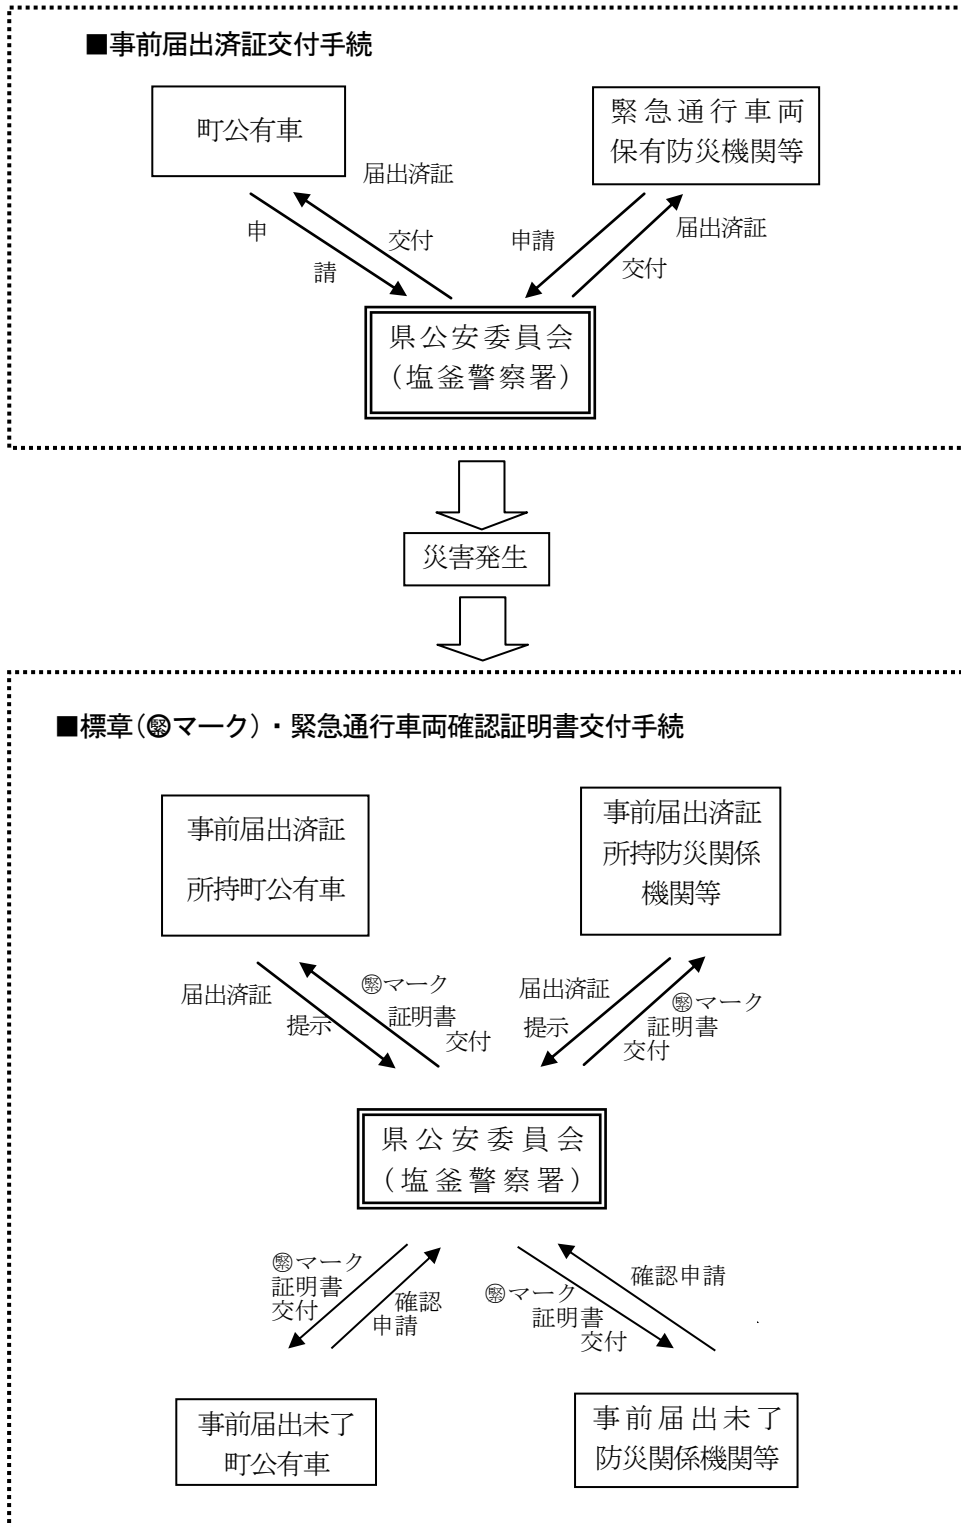 ■事前届出済証交付手続
町公有車
緊急通行車両
保有防災機関等
届出済証
申
請
交付
申請
届出済証
交付
県公安委員会
（塩釜警察署）
災害発生
■標章(㊬マーク)・緊急通行車両確認証明書交付手続
事前届出済証
所持町公有車
事前届出済証
所持防災関係
機関等
届出済証
提示
マーク
証明書
交付
届出済証
提示
マーク
証明書
交付
県公安委員会
（塩釜警察署）
マーク
証明書
交付
確認
申請
マーク
証明書
交付
確認申請
事前届出未了
町公有車
事前届出未了
防災関係機関等